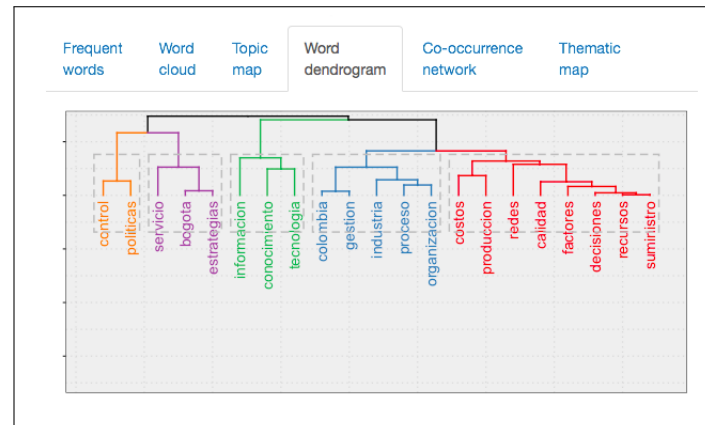 Frequent words
Word cloud
Topic map
Word dendrogram
Co-occurrence network
Thematic map
control
politicas
servicio
bogota
estrategias
informacion
conocimiento
tecnologia
colombia
gestion
industria
proceso
organizacion
costos
produccion
redes
calidad
factores
decisiones
recursos
suministro